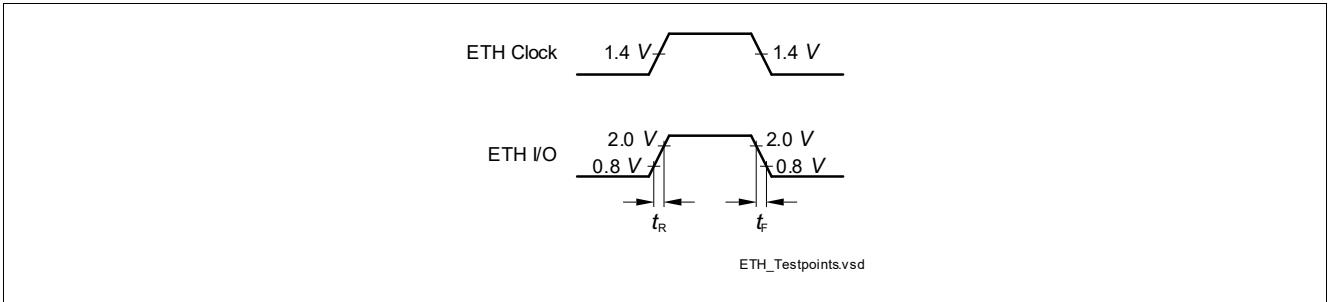 ETH Clock 1.4 V 1.4 V
2.0 V 2.0 V
ETH I/O
0.8 V 0.8 V
tR tF
ETH_Testpoints.vsd